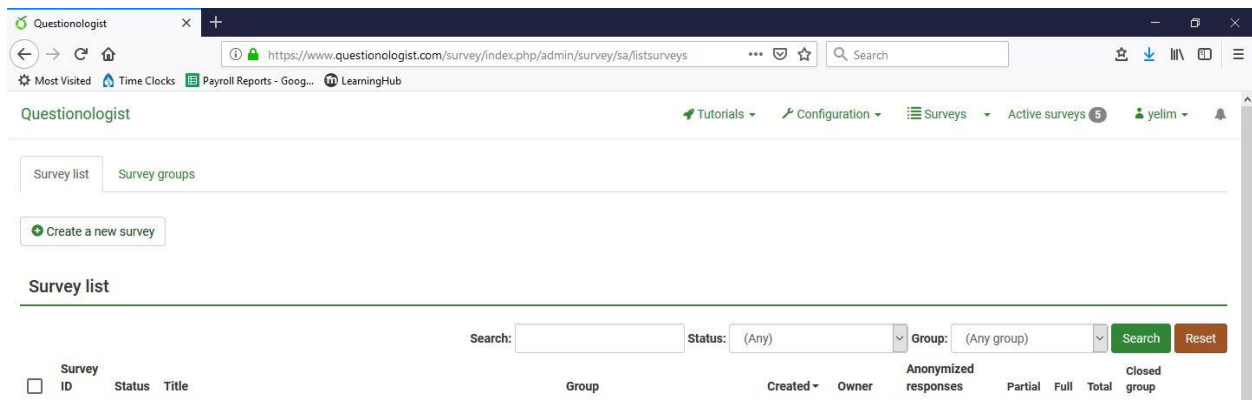 Questionologist
https://www.questionologist.com/survey/index.php/admin/survey/sa/listsurveys
Search
Most Visited Time Clocks Payroll Reports - Goog... LearningHub
Questionologist Tutorials Configuration Surveys Active surveys 5 yelim
Survey list Survey groups
Create a new survey
Survey list
Search: Status: (Any) Group: (Any group) Search Reset
Survey ID Status Title Group Created Owner Anonymized responses Partial Full Total Closed group